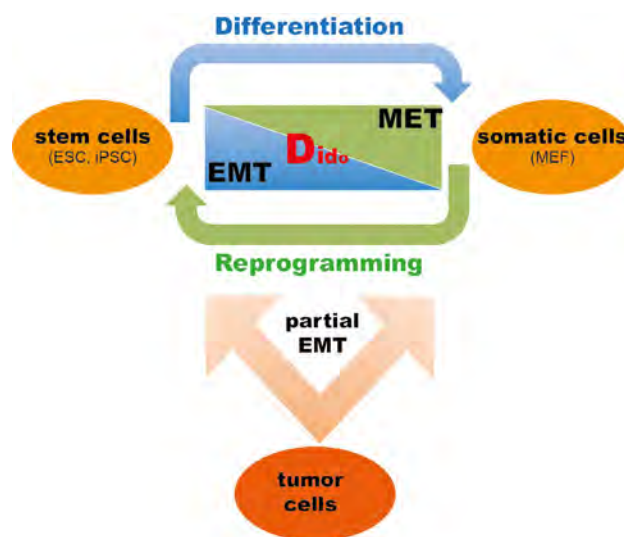 Differentiation
stem cells
(ESC, iPSC)
MET
Dido
EMT
somatic cells
(MEF)
Reprogramming
partial
EMT
tumor
cells